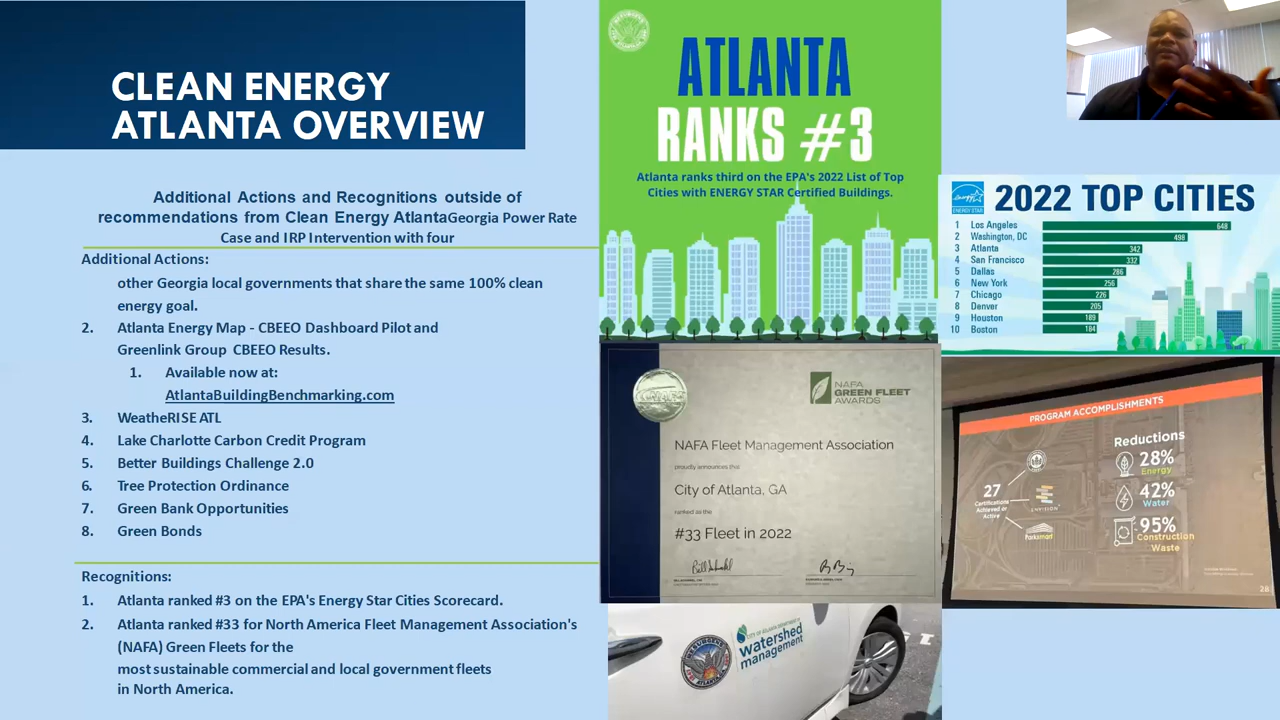 CLEAN ENERGY
ATLANTA OVERVIEW
Additional Actions and Recognitions outside of
recommendations from Clean Energy AtlantaGeorgia Power Rate
Case and IRP Intervention with four
Additional Actions:
other Georgia local governments that share the same 100% clean
energy goal.
2. Atlanta Energy Map - CBEEO Dashboard Pilot and
Greenlink Group CBEEO Results.
1. Available now at:
AtlantaBuildingBenchmarking.com
3. WeatheRISE ATL
4. Lake Charlotte Carbon Credit Program
5. Better Buildings Challenge 2.0
6. Tree Protection Ordinance
7. Green Bank Opportunities
8. Green Bonds
Recognitions:
1. Atlanta ranked #3 on the EPA's Energy Star Cities Scorecard.
2. Atlanta ranked #33 for North America Fleet Management Association's
(NAFA) Green Fleets for the
most sustainable commercial and local government fleets
in North America.
ATLANTA
RANKS #3
Atlanta ranks third on the EPA's 2022 List of Top
Cities with ENERGY STAR Certified Buildings.
ENERGY STAR
2022 TOP CITIES
1 Los Angeles 648
2 Washington, DC 498
3 Atlanta 342
4 San Francisco 332
5 Dallas 286
6 New York 256
7 Chicago 226
8 Denver 205
9 Houston 189
10 Boston 184
NAFA
GREEN FLEET
AWARDS
NAFA Fleet Management Association
proudly announces that
City of Atlanta, GA
ranked as the
#33 Fleet in 2022
PROGRAM ACCOMPLISHMENTS
Reductions
27
Certifications
Achieved or
Active
ENVISION
Parksmart
28%
Energy
42%
Water
95%
Construction
Waste
28
RESURGENS
CITY OF ATLANTA DEPARTMENT OF
watershed
management